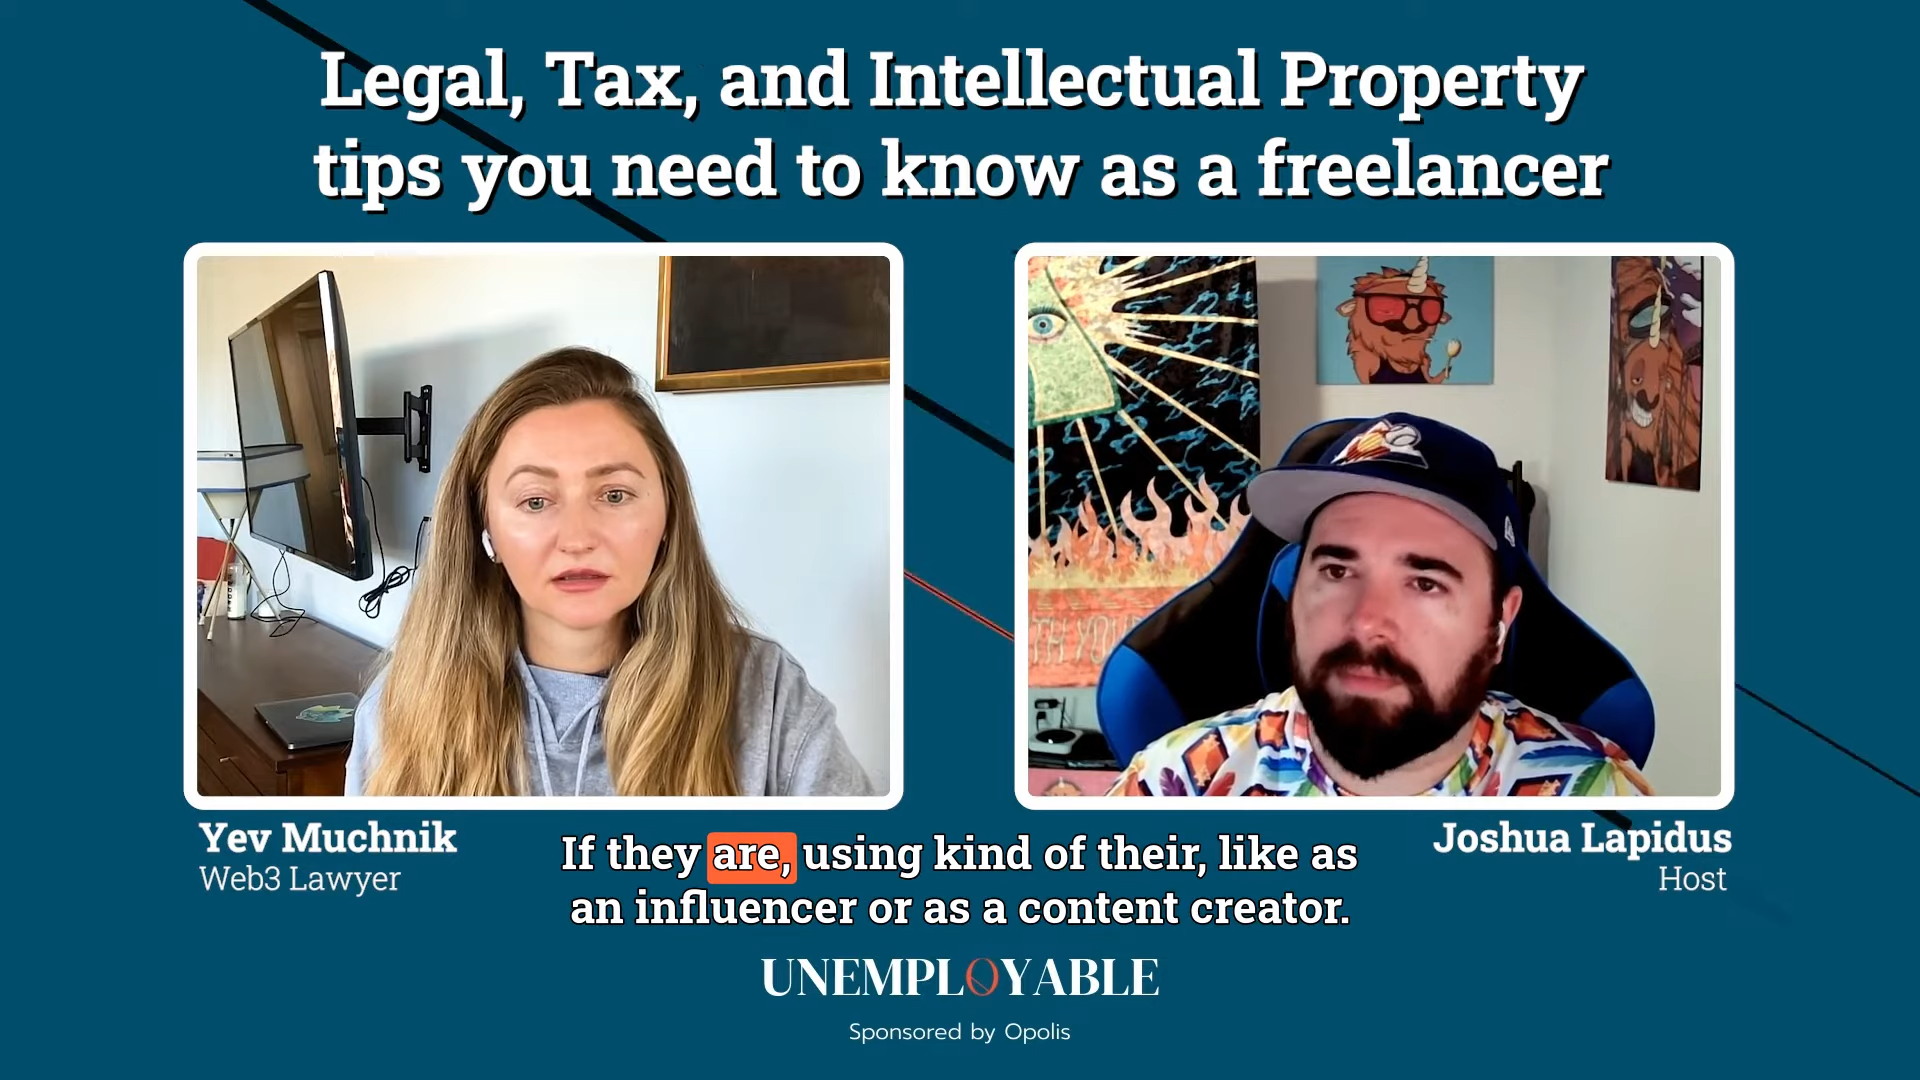 Legal, Tax, and Intellectual Property
tips you need to know as a freelancer
TH YOU
Yev Muchnik
Web3 Lawyer
Joshua Lapidus
Host
If they are, using kind of their, like as
an influencer or as a content creator.
UNEMPLOYABLE
Sponsored by Opolis